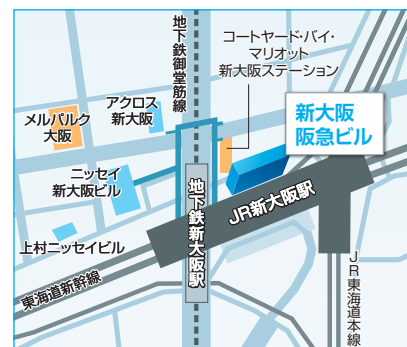 地下鉄御堂筋線
コートヤード・バイ・
マリオット
新大阪ステーション
アクロス
新大阪
メルパルク
大阪
新大阪
阪急ビル
ニッセイ
新大阪ビル
地下鉄新大阪駅
JR新大阪駅
上村ニッセイビル
東海道新幹線
JR東海道本線